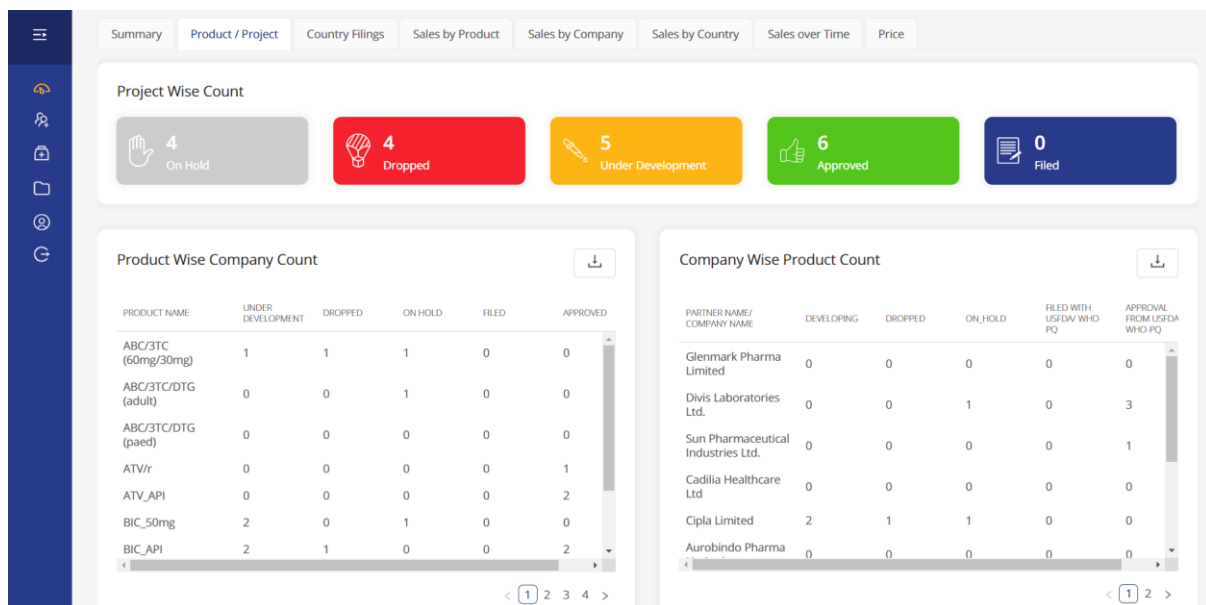 Summary Product / Project Country Filings Sales by Product Sales by Company Sales by Country Sales over Time Price
Project Wise Count
4
On Hold
4
Dropped
5
Under Development
6
Approved
0
Filed
Product Wise Company Count
PRODUCT NAME UNDER DEVELOPMENT DROPPED ON HOLD FILED APPROVED
ABC/3TC
(60mg/30mg) 1 1 1 0 0
ABC/3TC/DTG
(adult) 0 0 1 0 0
ABC/3TC/DTG
(paed) 0 0 0 0 0
ATV/r 0 0 0 0 1
ATV_API 0 0 0 0 2
BIC_50mg 2 0 1 0 0
BIC_API 2 1 0 0 2
< 1 2 3 4 >
Company Wise Product Count
PARTNER NAME/ COMPANY NAME DEVELOPING DROPPED ON_HOLD FILED WITH USFDA/ WHO-PQ APPROVAL FROM USFDA WHO-PQ
Glenmark Pharma
Limited 0 0 0 0 0
Divis Laboratories
Ltd. 0 0 1 0 3
Sun Pharmaceutical
Industries Ltd. 0 0 0 0 1
Cadilia Healthcare
Ltd 0 0 0 0 0
Cipla Limited 2 1 1 0 0
Aurobindo Pharma 0 0 0 0 0
< 1 2 >